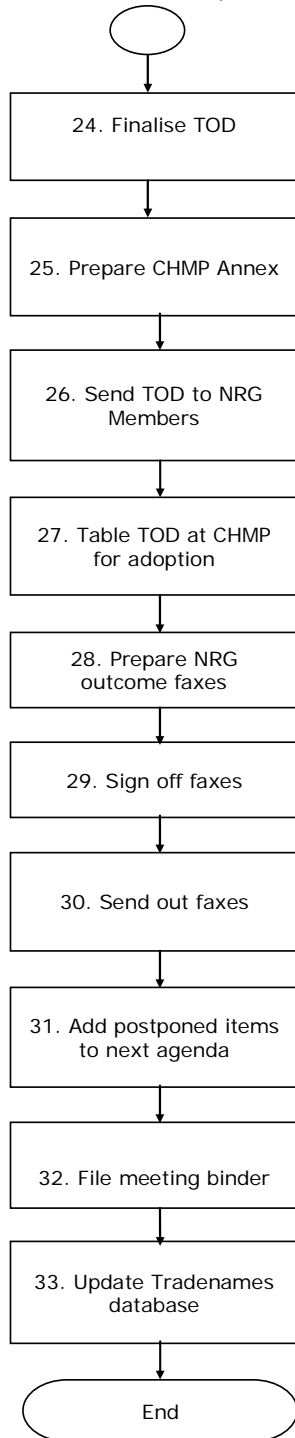 24. Finalise TOD
25. Prepare CHMP Annex
26. Send TOD to NRG
Members
27. Table TOD at CHMP
for adoption
28. Prepare NRG
outcome faxes
29. Sign off faxes
30. Send out faxes
31. Add postponed items
to next agenda
32. File meeting binder
33. Update Tradenames
database
End